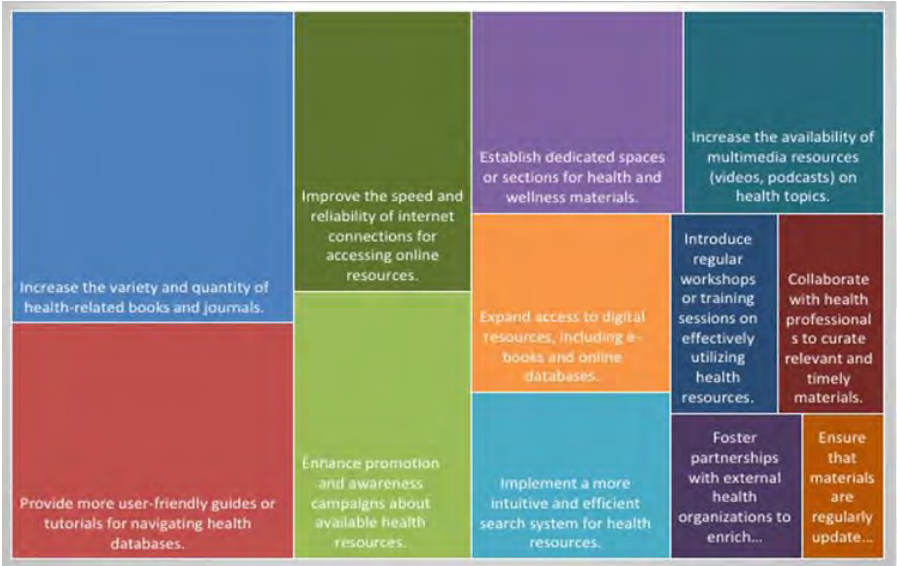 Increase the variety and quantity of
health-related books and journals.
Provide more user-friendly guides or
tutorials for navigating health
databases.
Improve the speed and
reliability of internet
connections for
accessing online
resources.
Enhance promotion
and awareness
campaigns about
available health
resources.
Establish dedicated spaces
or sections for health and
wellness materials.
Increase the availability of
multimedia resources
(videos, podcasts) on
health topics.
Expand access to digital
resources, including e-
books and online
databases.
Implement a more
intuitive and efficient
search system for health
resources.
Introduce
regular
workshops
or training
sessions on
effectively
utilizing
health
resources.
Collaborate
with health
professional
s to curate
relevant and
timely
materials.
Foster
partnerships
with external
health
organizations to
enrich...
Ensure
that
materials
are
regularly
update...